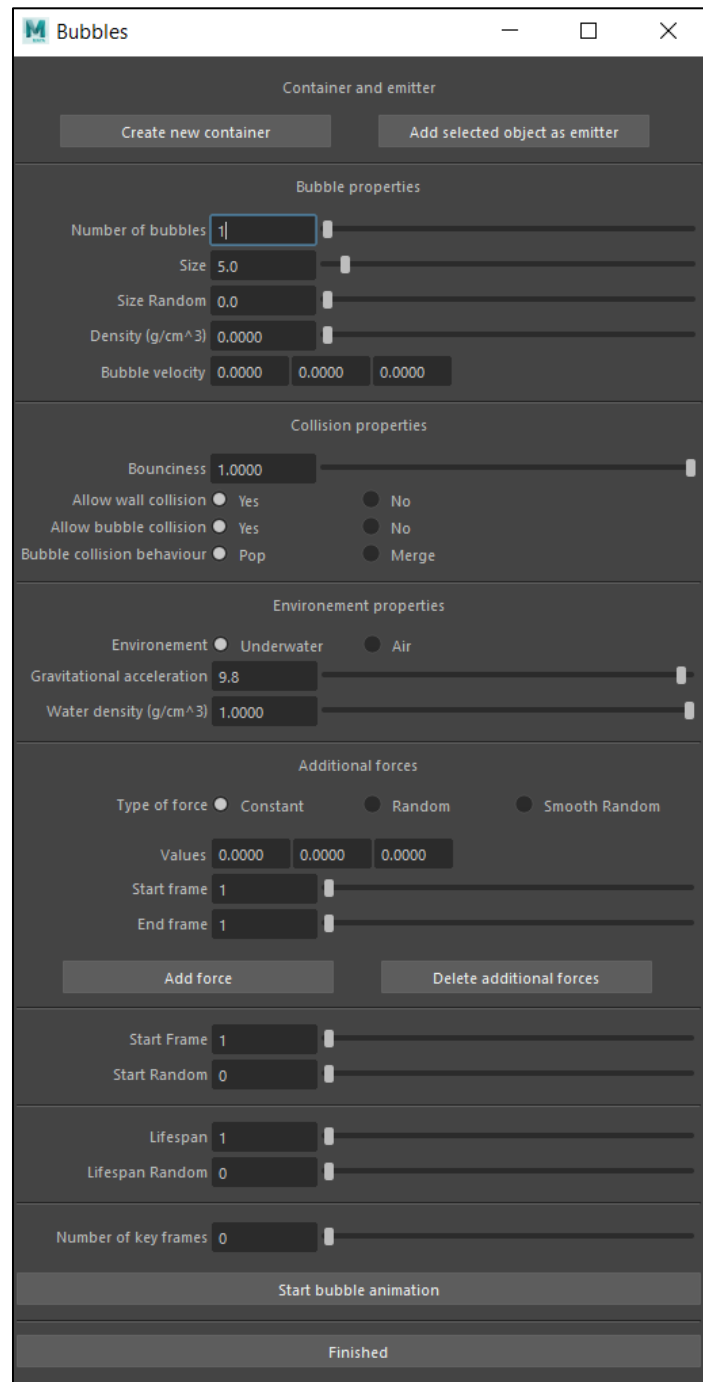 M Bubbles
Container and emitter
Create new container Add selected object as emitter
Bubble properties
Number of bubbles 1
Size 5.0
Size Random 0.0
Density (g/cm^3) 0.0000
Bubble velocity 0.0000 0.0000 0.0000
Collision properties
Bounciness 1.0000
Allow wall collision Yes No
Allow bubble collision Yes No
Bubble collision behaviour Pop Merge
Environement properties
Environement Underwater Air
Gravitational acceleration 9.8
Water density (g/cm^3) 1.0000
Additional forces
Type of force Constant Random Smooth Random
Values 0.0000 0.0000 0.0000
Start frame 1
End frame 1
Add force Delete additional forces
Start Frame 1
Start Random 0
Lifespan 1
Lifespan Random 0
Number of key frames 0
Start bubble animation
Finished